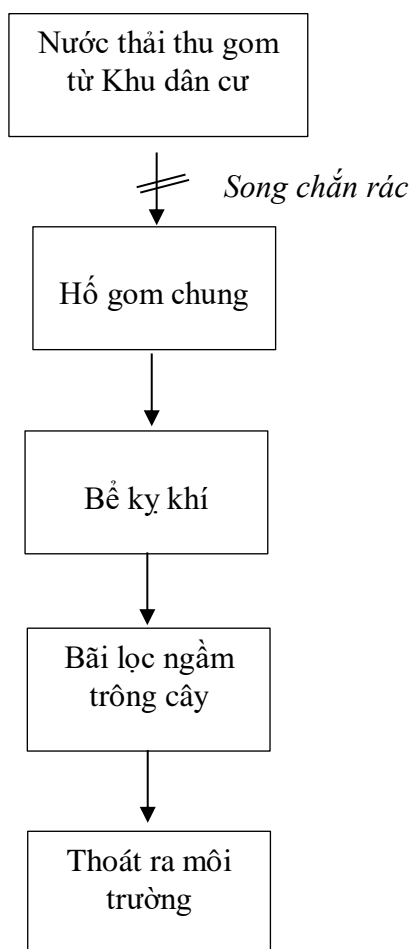 Nước thải thu gom
từ Khu dân cư
Song chắn rác
Hố gom chung
Bể kỵ khí
Bãi lọc ngầm
trông cây
Thoát ra môi
trường